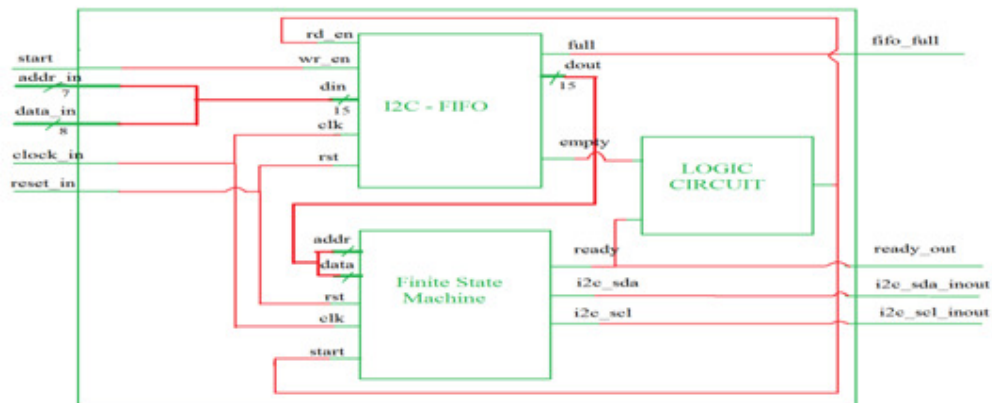 rd_en
full
fifo_full
start
wr_en
dout
addr_in
7
din
15
15
I2C - FIFO
data_in
8
clk
empty
clock_in
rst
LOGIC
CIRCUIT
reset_in
addr
ready
ready_out
data
Finite State
Machine
i2c_sda
i2c_sda_inout
rst
i2c_scl
i2c_scl_inout
clk
start